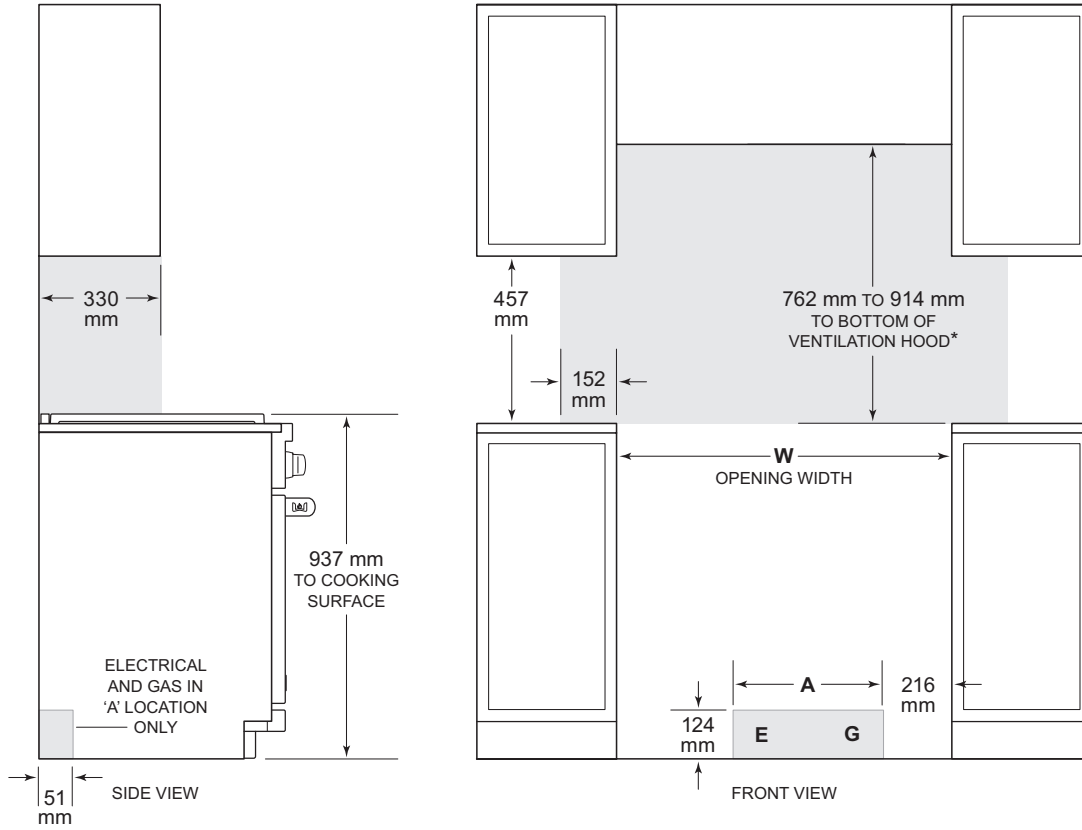 330
mm
937 mm
TO COOKING
SURFACE
ELECTRICAL
AND GAS IN
‘A’ LOCATION
ONLY
51
mm
SIDE VIEW
457
mm
152
mm
762 mm TO 914 mm
TO BOTTOM OF
VENTILATION HOOD*
W
OPENING WIDTH
A
216
mm
124
mm
E
G
FRONT VIEW